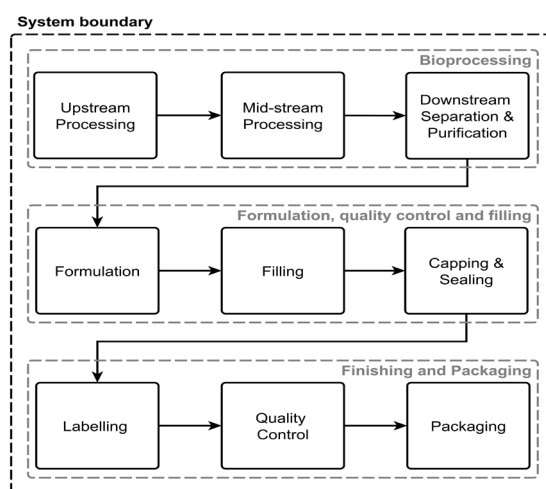 System boundary
Bioprocessing
Upstream
Processing
Mid-stream
Processing
Downstream
Separation &
Purification
Formulation, quality control and filling
Formulation
Filling
Capping &
Sealing
Finishing and Packaging
Labelling
Quality
Control
Packaging